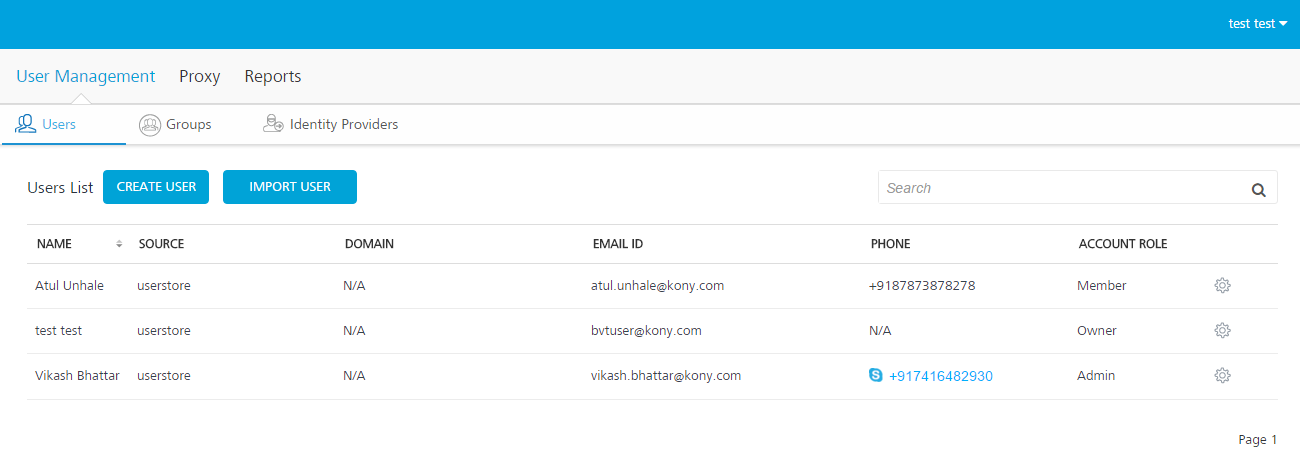 test test
User Management Proxy Reports
Users Groups Identity Providers
Users List CREATE USER IMPORT USER Search
NAME SOURCE DOMAIN EMAIL ID PHONE ACCOUNT ROLE
Atul Unhale userstore N/A atul.unhale@kony.com +9187873878278 Member
test test userstore N/A bvtuser@kony.com N/A Owner
Vikash Bhattar userstore N/A vikash.bhattar@kony.com +917416482930 Admin
Page 1